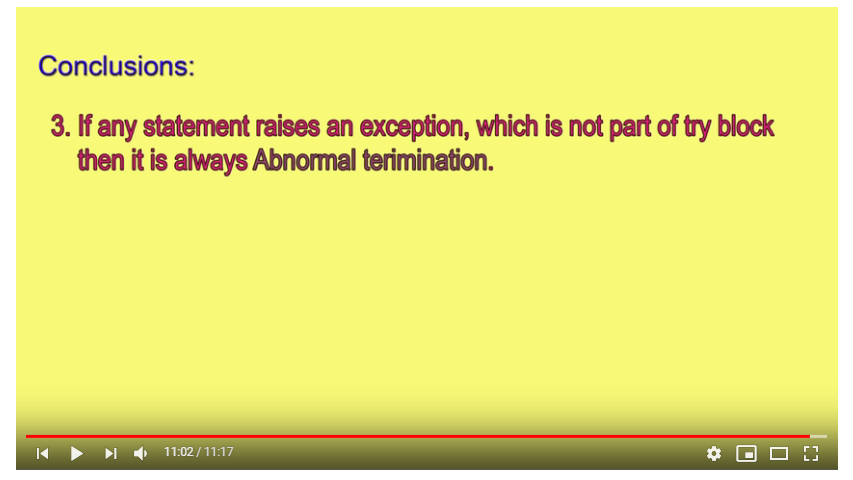 Conclusions:
3. If any statement raises an exception, which is not part of try block
then it is always Abnormal terimination.
11:02 / 11:17